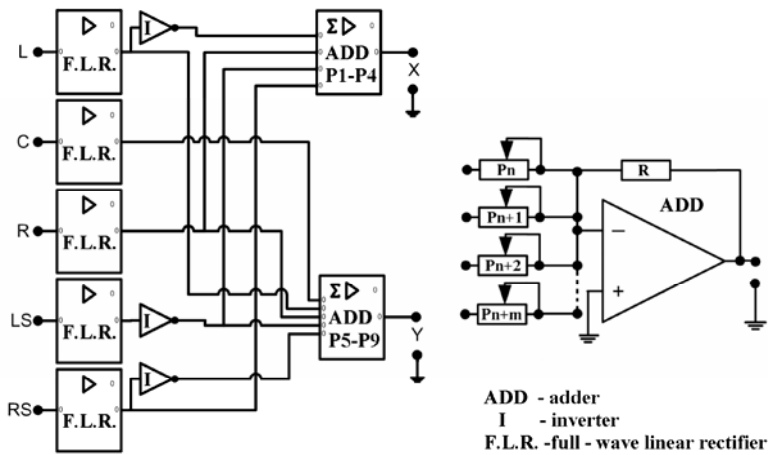 L
F.L.R.
I
Σ
ADD
P1-P4
X
C
F.L.R.
R
F.L.R.
LS
F.L.R.
I
Σ
ADD
P5-P9
Y
RS
F.L.R.
I
Pn
R
ADD
Pn+1
Pn+2
Pn+m
−
+
ADD - adder
I - inverter
F.L.R. -full - wave linear rectifier